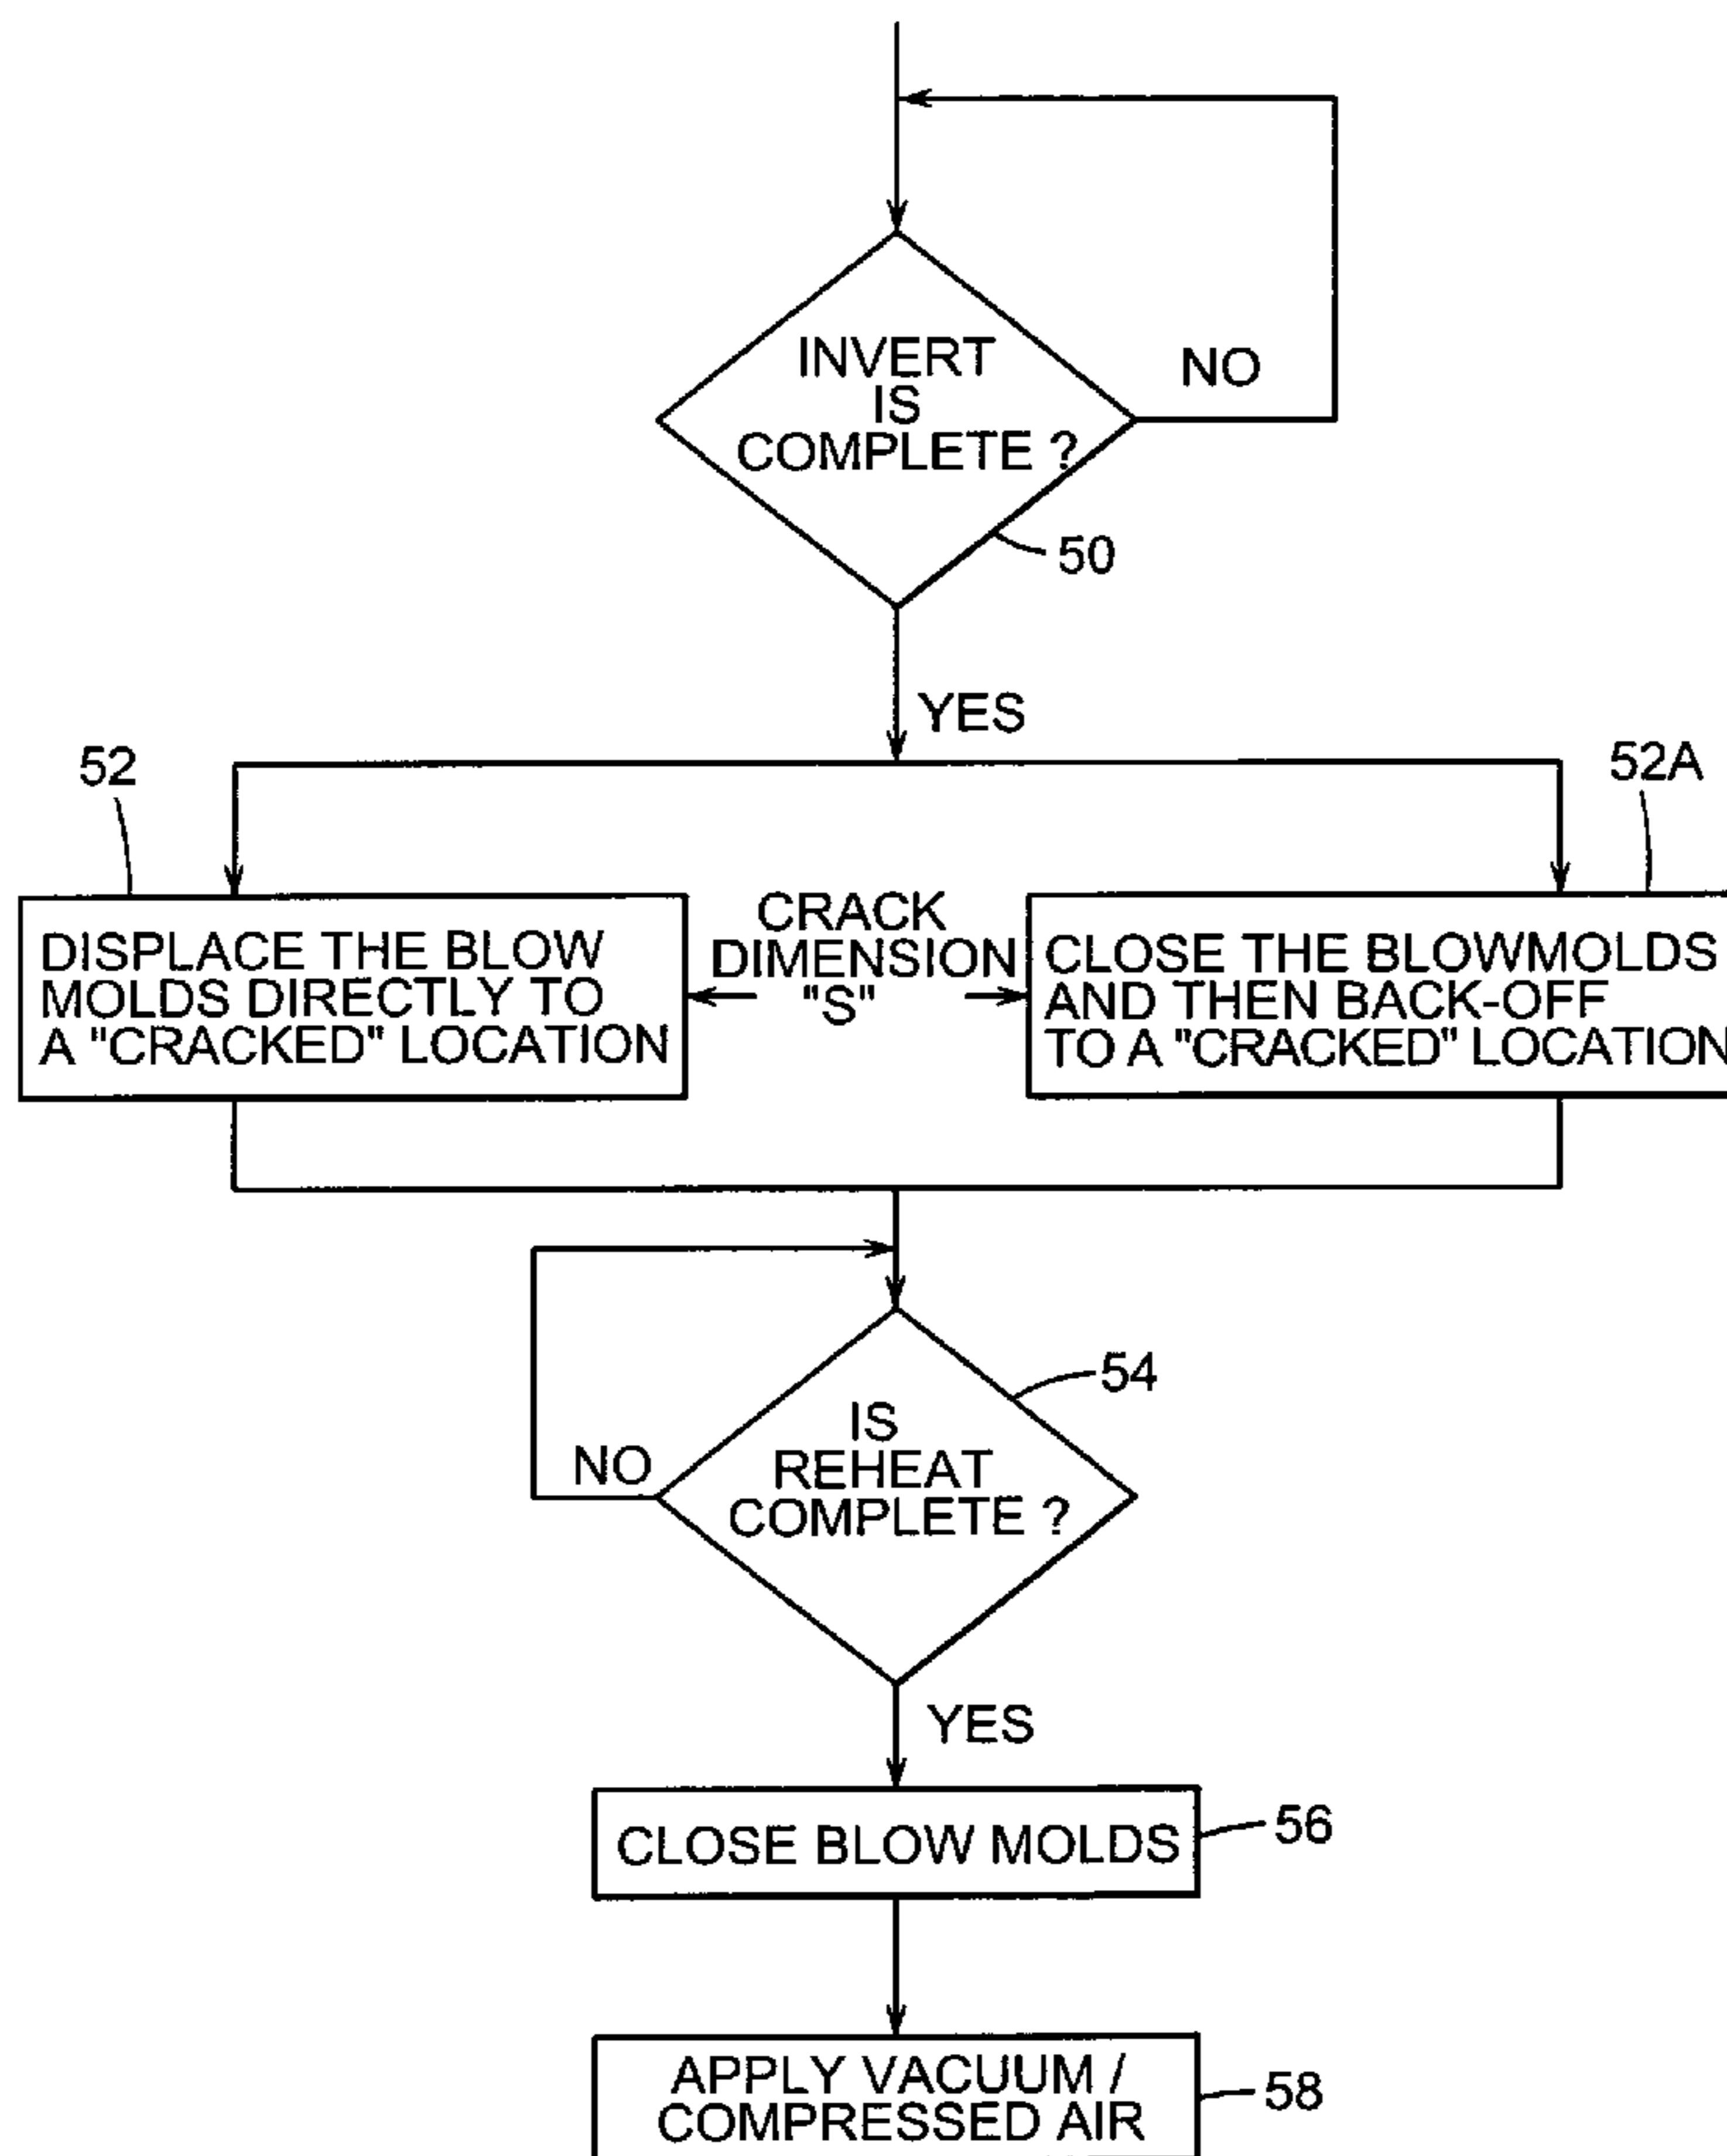 INVERT
IS
COMPLETE ?
NO
50
YES
52
52A
DISPLACE THE BLOW
MOLDS DIRECTLY TO
A "CRACKED" LOCATION
CRACK
DIMENSION
"S"
CLOSE THE BLOWMOLDS
AND THEN BACK-OFF
TO A "CRACKED" LOCATION
54
IS
REHEAT
COMPLETE ?
NO
YES
CLOSE BLOW MOLDS
56
APPLY VACUUM /
COMPRESSED AIR
58